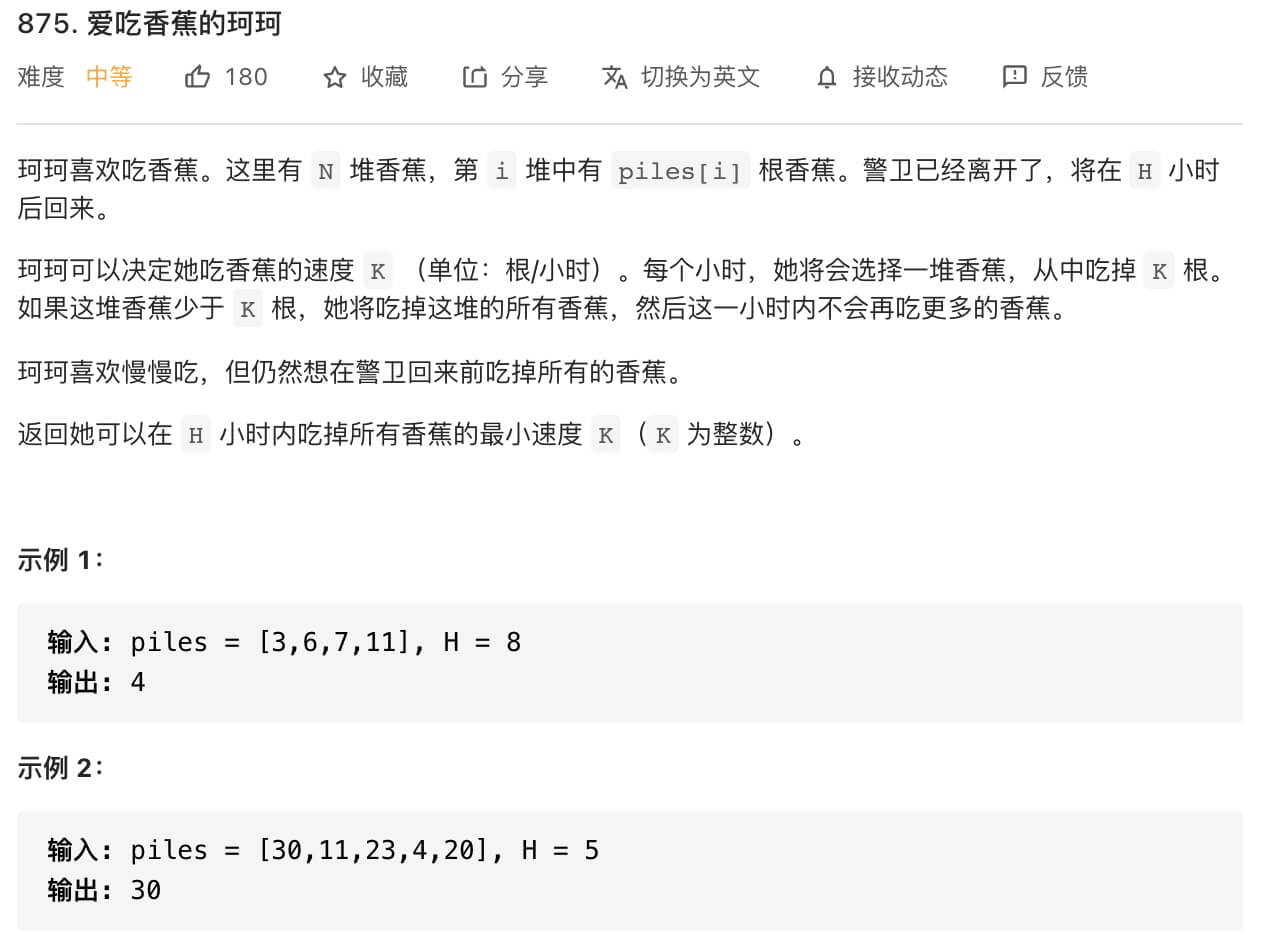 875. 爱吃香蕉的珂珂
难度 中等 180 收藏 分享 切换为英文 接收动态 反馈
珂珂喜欢吃香蕉。这里有 N 堆香蕉，第 i 堆中有 piles[i] 根香蕉。警卫已经离开了，将在 H 小时
后回来。
珂珂可以决定她吃香蕉的速度 K （单位：根/小时）。每个小时，她将会选择一堆香蕉，从中吃掉 K 根。
如果这堆香蕉少于 K 根，她将吃掉这堆的所有香蕉，然后这一小时内不会再吃更多的香蕉。
珂珂喜欢慢慢吃，但仍然想在警卫回来前吃掉所有的香蕉。
返回她可以在 H 小时内吃掉所有香蕉的最小速度 K（K 为整数）。
示例 1：
输入: piles = [3,6,7,11], H = 8
输出: 4
示例 2：
输入: piles = [30,11,23,4,20], H = 5
输出: 30